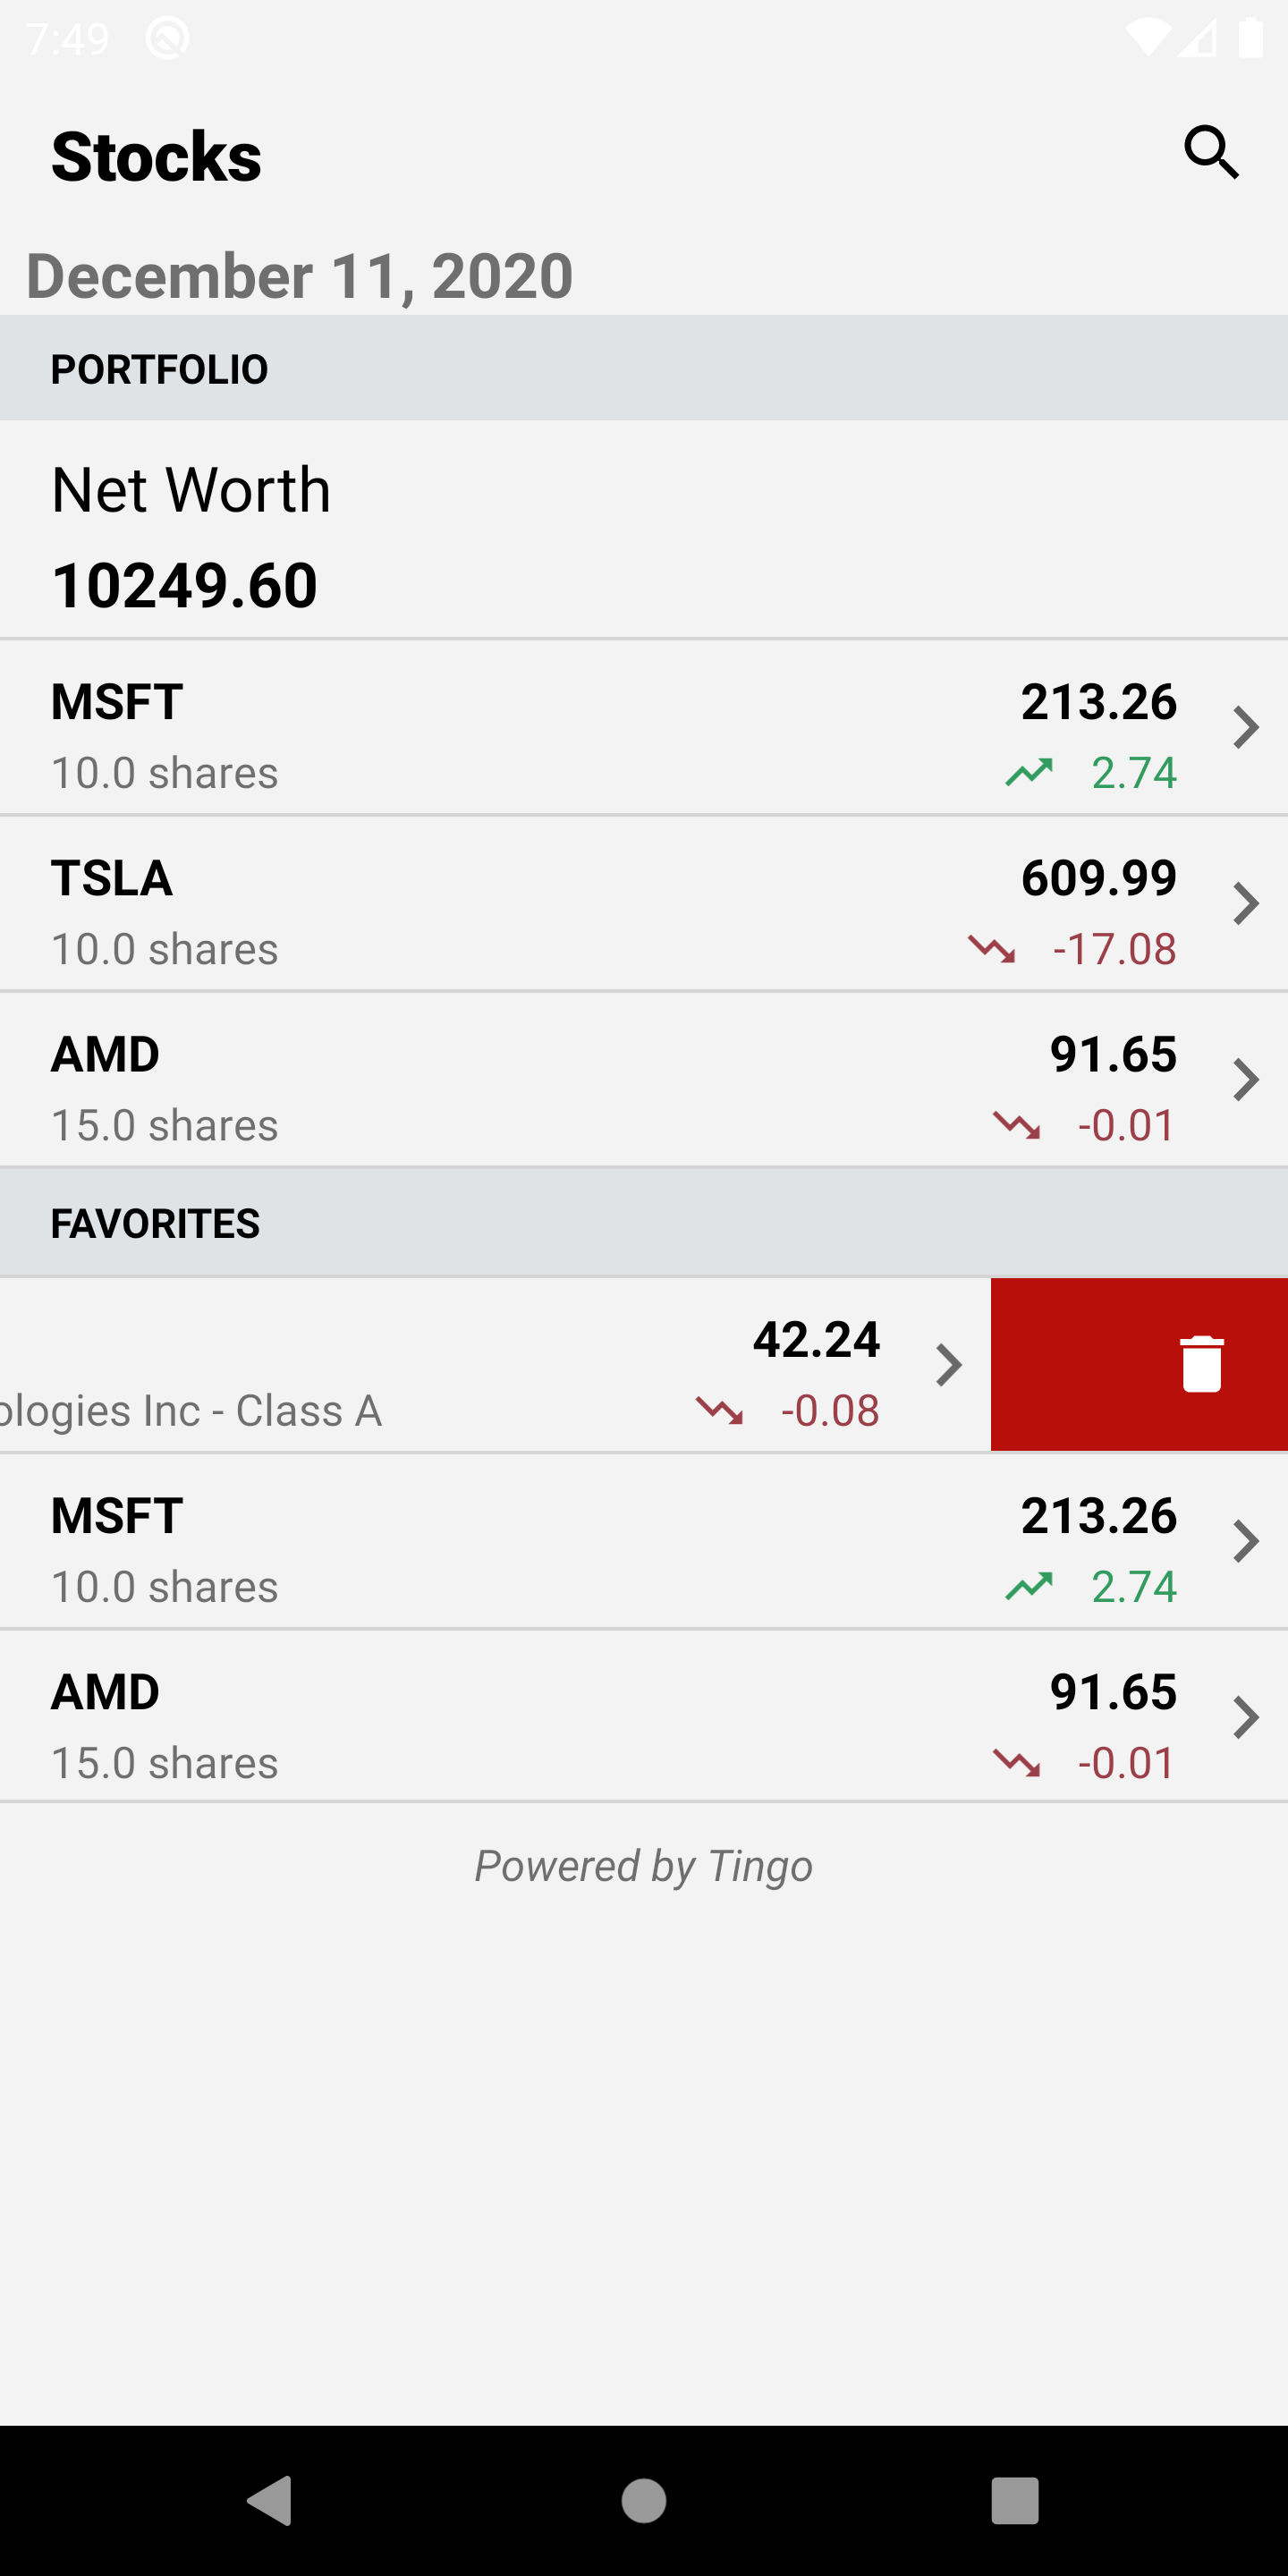 7:49
Stocks
December 11, 2020
PORTFOLIO
Net Worth
10249.60
MSFT 213.26
10.0 shares 2.74
TSLA 609.99
10.0 shares -17.08
AMD 91.65
15.0 shares -0.01
FAVORITES
42.24
ologies Inc - Class A -0.08
MSFT 213.26
10.0 shares 2.74
AMD 91.65
15.0 shares -0.01
Powered by Tingo